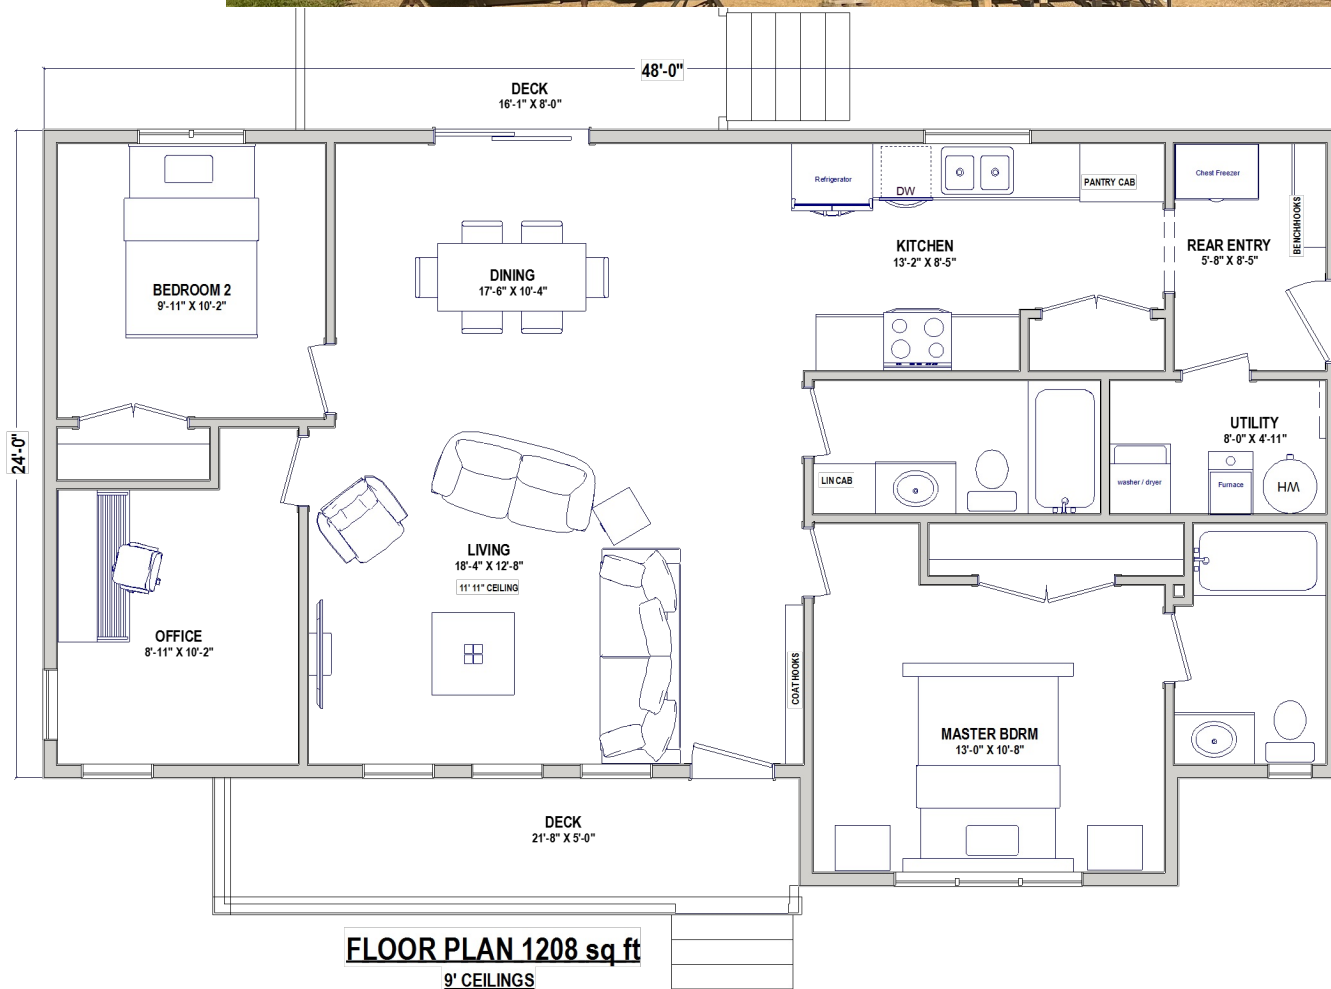 48'-0"
DECK
16'-1" X 8'-0"
Refrigerator
DW
PANTRY CAB
Chest Freezer
BENCH/HOOKS
KITCHEN
13'-2" X 8'-5"
REAR ENTRY
5'-8" X 8'-5"
DINING
17'-6" X 10'-4"
BEDROOM 2
9'-11" X 10'-2"
24'-0"
UTILITY
8'-0" X 4'-11"
LIN CAB
washer / dryer
Furnace
WH
LIVING
18'-4" X 12'-8"
11' 11" CEILING
OFFICE
8'-11" X 10'-2"
COAT HOOKS
MASTER BDRM
13'-0" X 10'-8"
DECK
21'-8" X 5'-0"
FLOOR PLAN 1208 sq ft
9' CEILINGS